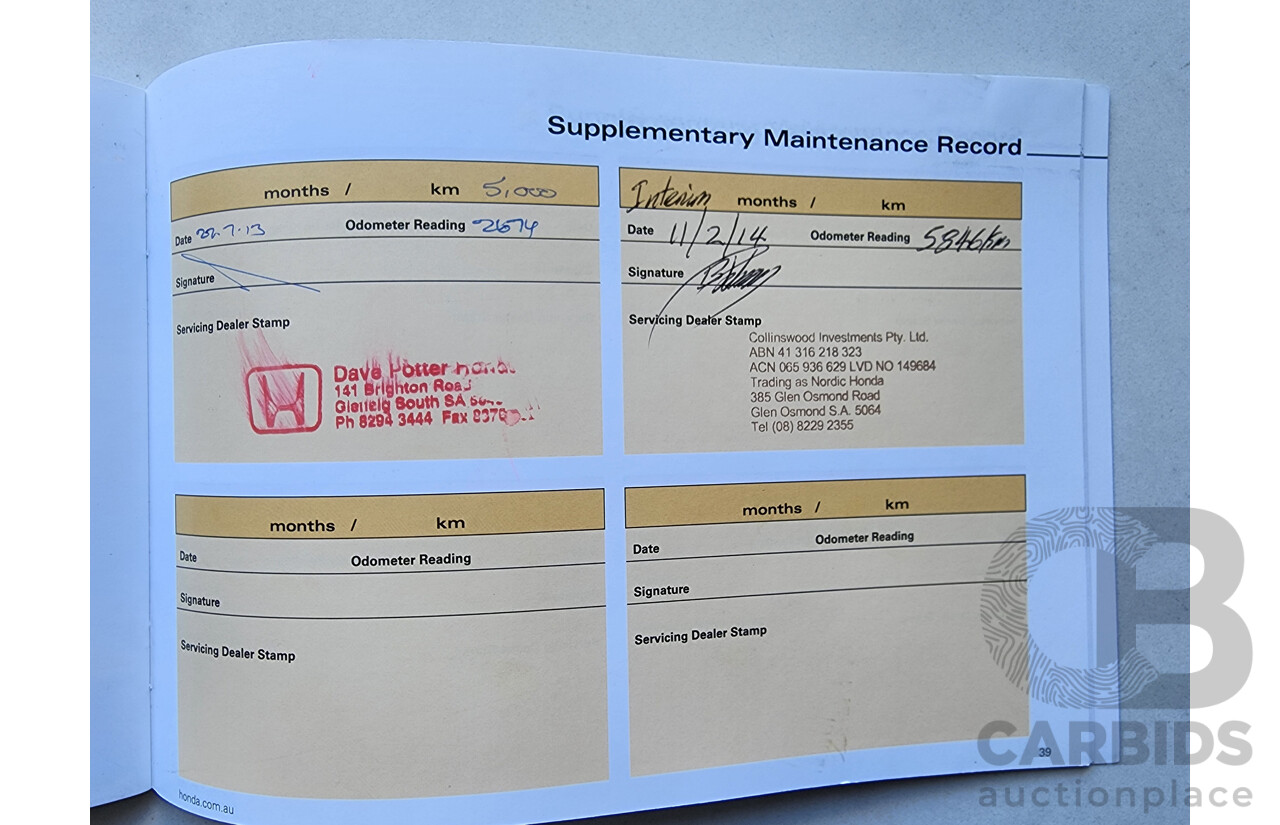 Supplementary Maintenance Record
months / km 5,000
Date 22.7.13 Odometer Reading 2674
Signature
Servicing Dealer Stamp
Dave Potter Honda
141 Brighton Road
Glenelg South SA
Ph 8294 3444 Fax
Interim months / km
Date 11/2/14 Odometer Reading 5846km
Signature
Servicing Dealer Stamp
Collinswood Investments Pty. Ltd.
ABN 41 316 218 323
ACN 065 936 629 LVD NO 149684
Trading as Nordic Honda
385 Glen Osmond Road
Glen Osmond S.A. 5064
Tel (08) 8229 2355
months / km
Date Odometer Reading
Signature
Servicing Dealer Stamp
months / km
Date Odometer Reading
Signature
Servicing Dealer Stamp
honda.com.au
39
CARBIDS
auctionplace